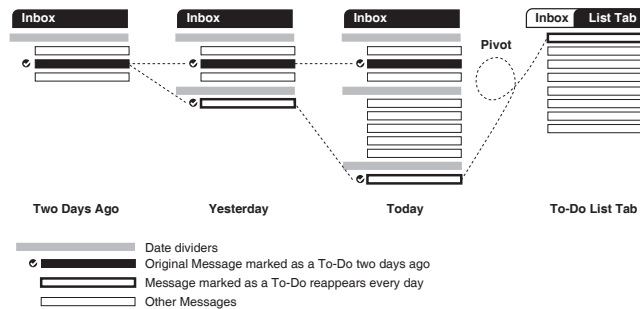 Inbox
Inbox
Inbox
Inbox List Tab
Pivot
Two Days Ago
Yesterday
Today
To-Do List Tab
Date dividers
Original Message marked as a To-Do two days ago
Message marked as a To-Do reappears every day
Other Messages